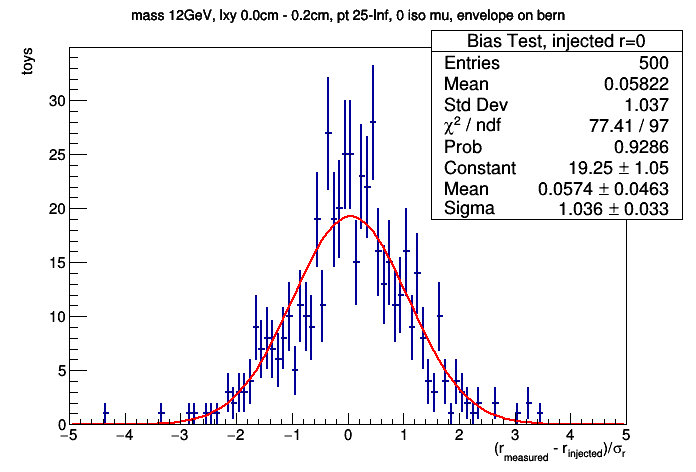 mass 12GeV, lxy 0.0cm - 0.2cm, pt 25-Inf, 0 iso mu, envelope on bern
toys
Bias Test, injected r=0
Entries 500
Mean 0.05822
Std Dev 1.037
χ² / ndf 77.41 / 97
Prob 0.9286
Constant 19.25 ± 1.05
Mean 0.0574 ± 0.0463
Sigma 1.036 ± 0.033
30
25
20
15
10
5
0
−5 −4 −3 −2 −1 0 1 2 3 4 5
(r_measured - r_injected)/σ_r